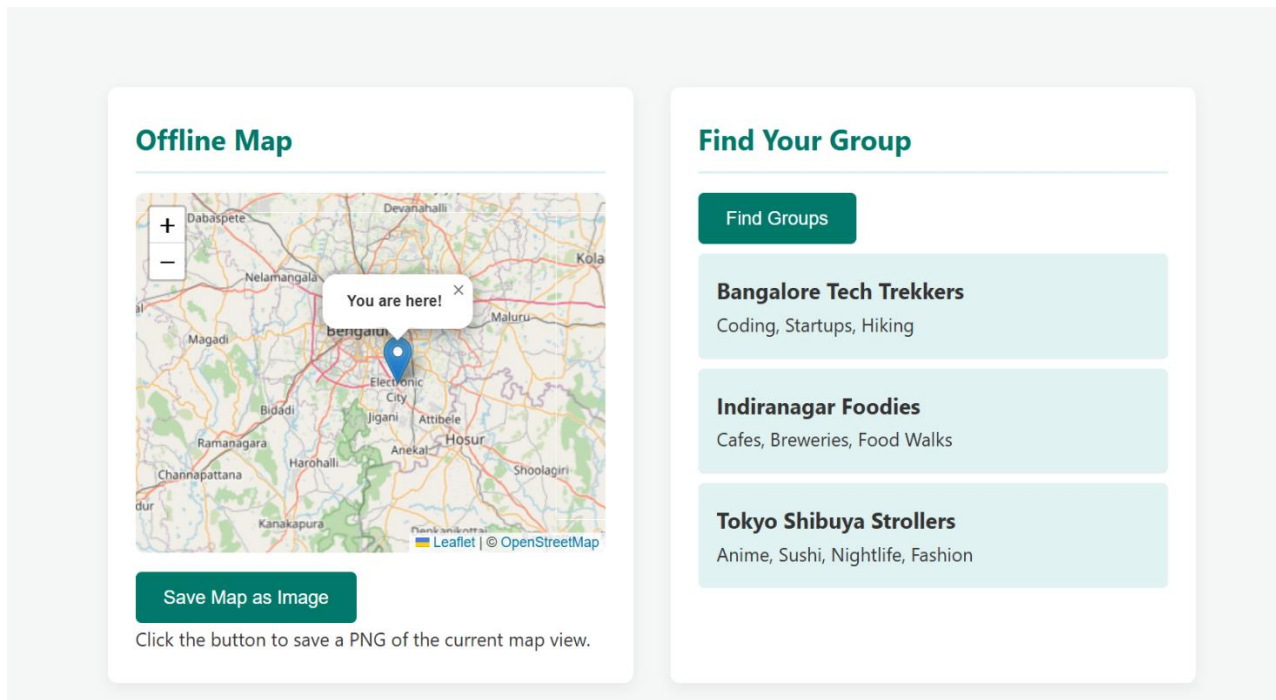 Offline Map
+
−
Dabaspete
Devanahalli
Kola
Nelamangala
You are here!
×
Maluru
Magadi
Electronic
City
Bidadi
Jigani
Attibele
Ramanagara
Anekal
Hosur
Harohalli
Channapattana
Shoolagiri
dur
Kanakapura
Leaflet | © OpenStreetMap
Save Map as Image
Click the button to save a PNG of the current map view.
Find Your Group
Find Groups
Bangalore Tech Trekkers
Coding, Startups, Hiking
Indiranagar Foodies
Cafes, Breweries, Food Walks
Tokyo Shibuya Strollers
Anime, Sushi, Nightlife, Fashion